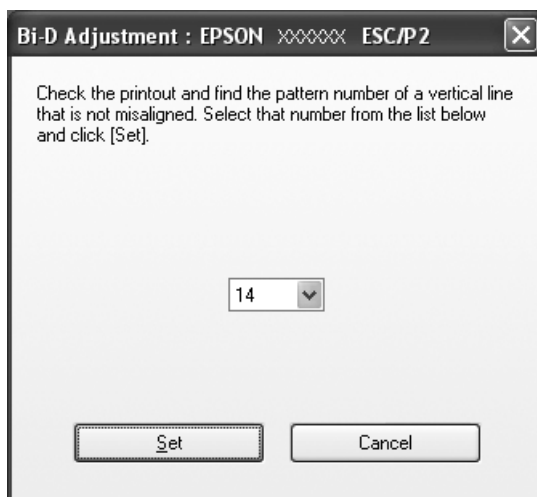 Bi-D Adjustment : EPSON XXXXXX ESC/P2
Check the printout and find the pattern number of a vertical line
that is not misaligned. Select that number from the list below
and click [Set].
14
Set
Cancel